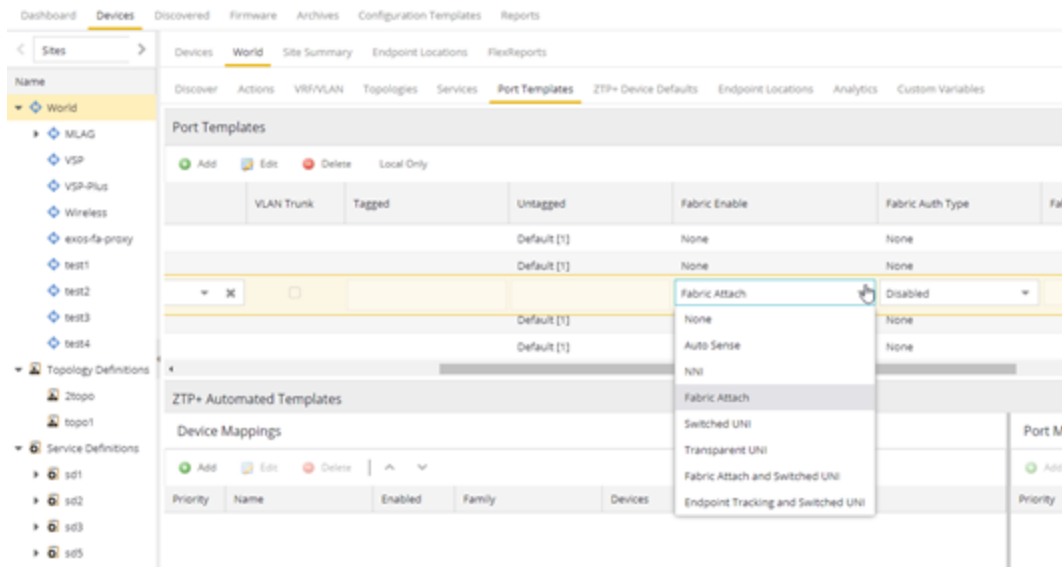 Dashboard Devices Discovered Firmware Archives Configuration Templates Reports
Sites
Devices World Site Summary Endpoint Locations FlexReports
Name
Discover Actions VRF/VLAN Topologies Services Port Templates ZTP+ Device Defaults Endpoint Locations Analytics Custom Variables
World
MLAG
VSP
VSP-Plus
Wireless
exos-fa-proxy
test1
test2
test3
test4
Topology Definitions
2topo
topo1
Service Definitions
sd1
sd2
sd3
sd5
Port Templates
Add Edit Delete Local Only
VLAN Trunk Tagged Untagged Fabric Enable Fabric Auth Type Fa
Default [1] None None
Default [1] None None
Fabric Attach Disabled
Default [1] None
Default [1] None
None
Auto Sense
NNI
Fabric Attach
Switched UNI
Transparent UNI
Fabric Attach and Switched UNI
Endpoint Tracking and Switched UNI
ZTP+ Automated Templates
Device Mappings
Add Edit Delete
Priority Name Enabled Family Devices
Port M
Add
Priority